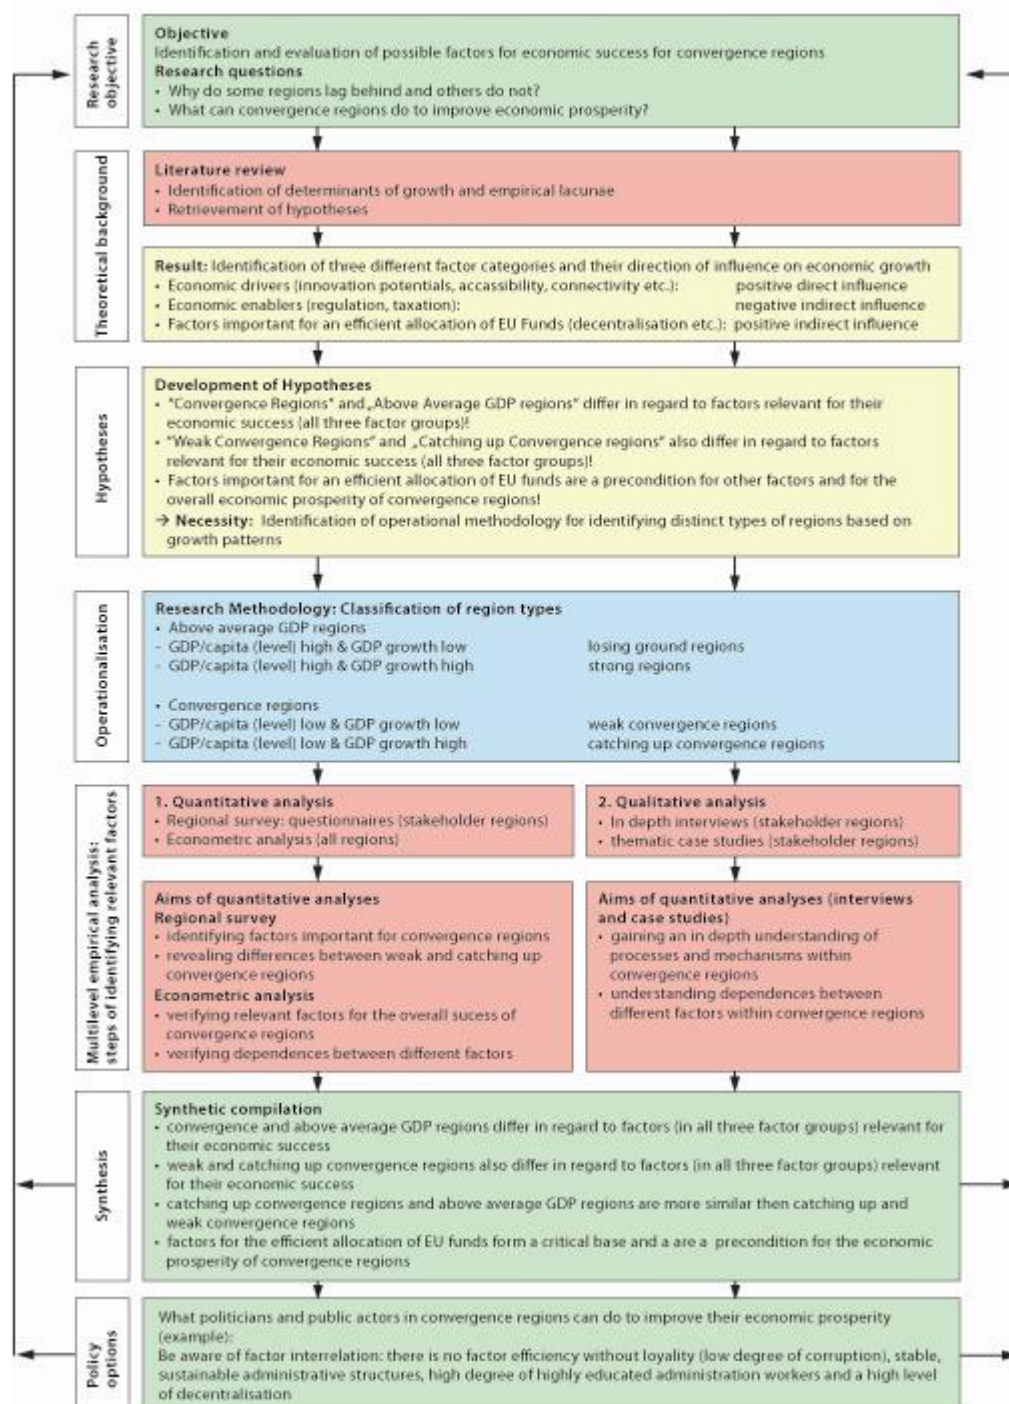 Research
objective
Objective
Identification and evaluation of possible factors for economic success for convergence regions
Research questions
• Why do some regions lag behind and others do not?
• What can convergence regions do to improve economic prosperity?
Theoretical background
Literature review
• Identification of determinants of growth and empirical lacunae
• Retrievement of hypotheses
Result: Identification of three different factor categories and their direction of influence on economic growth
• Economic drivers (innovation potentials, accassibility, connectivity etc.): positive direct influence
• Economic enablers (regulation, taxation): negative indirect influence
• Factors important for an efficient allocation of EU Funds (decentralisation etc.): positive indirect influence
Hypotheses
Development of Hypotheses
• "Convergence Regions" and „Above Average GDP regions" differ in regard to factors relevant for their
economic success (all three factor groups)!
• "Weak Convergence Regions" and „Catching up Convergence regions" also differ in regard to factors
relevant for their economic success (all three factor groups)!
• Factors important for an efficient allocation of EU funds are a precondition for other factors and for the
overall economic prosperity of convergence regions!
→ Necessity: Identification of operational methodology for identifying distinct types of regions based on
growth patterns
Operationalisation
Research Methodology: Classification of region types
• Above average GDP regions
- GDP/capita (level) high & GDP growth low losing ground regions
- GDP/capita (level) high & GDP growth high strong regions
• Convergence regions
- GDP/capita (level) low & GDP growth low weak convergence regions
- GDP/capita (level) low & GDP growth high catching up convergence regions
Multilevel empirical analysis:
steps of identifying relevant factors
1. Quantitative analysis
• Regional survey: questionnaires (stakeholder regions)
• Econometrc analysis (all regions)
2. Qualitative analysis
• In depth interviews (stakeholder regions)
• thematic case studies (stakeholder regions)
Aims of quantitative analyses
Regional survey
• identifying factors important for convergence regions
• revealing differences between weak and catching up
convergence regions
Econometric analysis
• verifying relevant factors for the overall sucess of
convergence regions
• verifying dependences between different factors
Aims of quantitative analyses (interviews
and case studies)
• gaining an in depth understanding of
processes and mechanisms within
convergence regions
• understanding dependences between
different factors within convergence regions
Synthesis
Synthetic compilation
• convergence and above average GDP regions differ in regard to factors (in all three factor groups) relevant for
their economic success
• weak and catching up convergence regions also differ in regard to factors (in all three factor groups) relevant
for their economic success
• catching up convergence regions and above average GDP regions are more similar then catching up and
weak convergence regions
• factors for the efficient allocation of EU funds form a critical base and a are a precondition for the economic
prosperity of convergence regions
Policy
options
What politicians and public actors in convergence regions can do to improve their economic prosperity
(example):
Be aware of factor interrelation: there is no factor efficiency without loyality (low degree of corruption), stable,
sustainable administrative structures, high degree of highly educated administration workers and a high level
of decentralisation